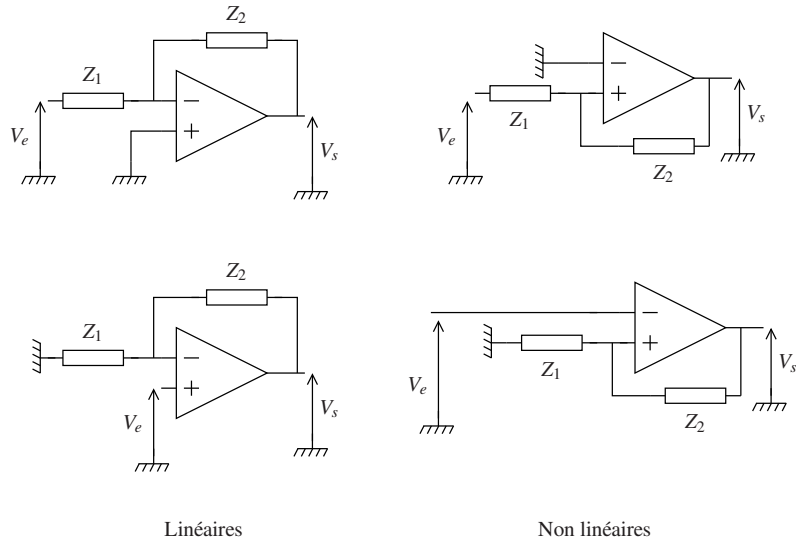 Z2
Z1
−
+
Ve
Vs
−
+
Z1
Z2
Ve
Vs
Z2
Z1
−
+
Ve
Vs
−
+
Z1
Z2
Ve
Vs
Linéaires
Non linéaires